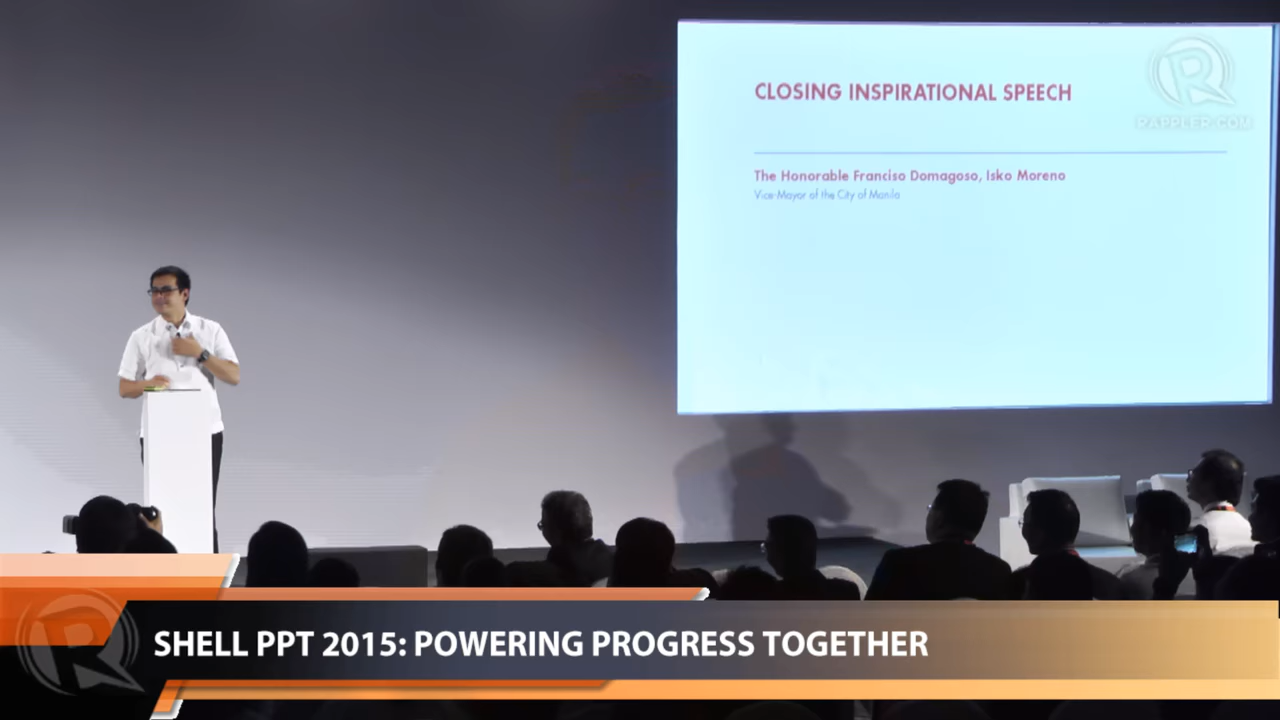 CLOSING INSPIRATIONAL SPEECH
R
RAPPLER.COM
The Honorable Franciso Domagoso, Isko Moreno
Vice-Mayor of the City of Manila
R
SHELL PPT 2015: POWERING PROGRESS TOGETHER